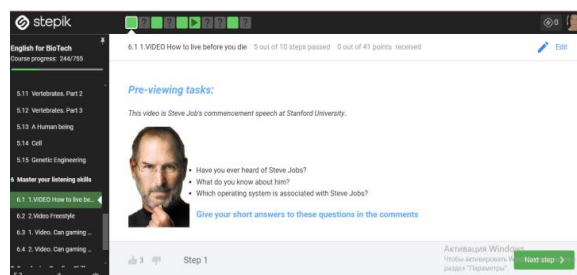 stepik
? ? ? ? ?
0
English for BioTech
Course progress: 244/755
6.1 1.VIDEO How to live before you die 5 out of 10 steps passed 0 out of 41 points received
Edit
5.11 Vertebrates. Part 2
5.12 Vertebrates. Part 3
5.13 A Human being
5.14 Cell
5.15 Genetic Engineering
6 Master your listening skills
6.1 1.VIDEO How to live be...
6.2 2.Video Freestyle
6.3 1. Video. Can gaming ...
6.4 2. Video. Can gaming ...
Pre-viewing tasks:
This video is Steve Job's commencement speech at Stanford University.
• Have you ever heard of Steve Jobs?
• What do you know about him?
• Which operating system is associated with Steve Jobs?
Give your short answers to these questions in the comments
3
Step 1
Активация Windows
Чтобы активировать
раздел "Параметры".
Next step